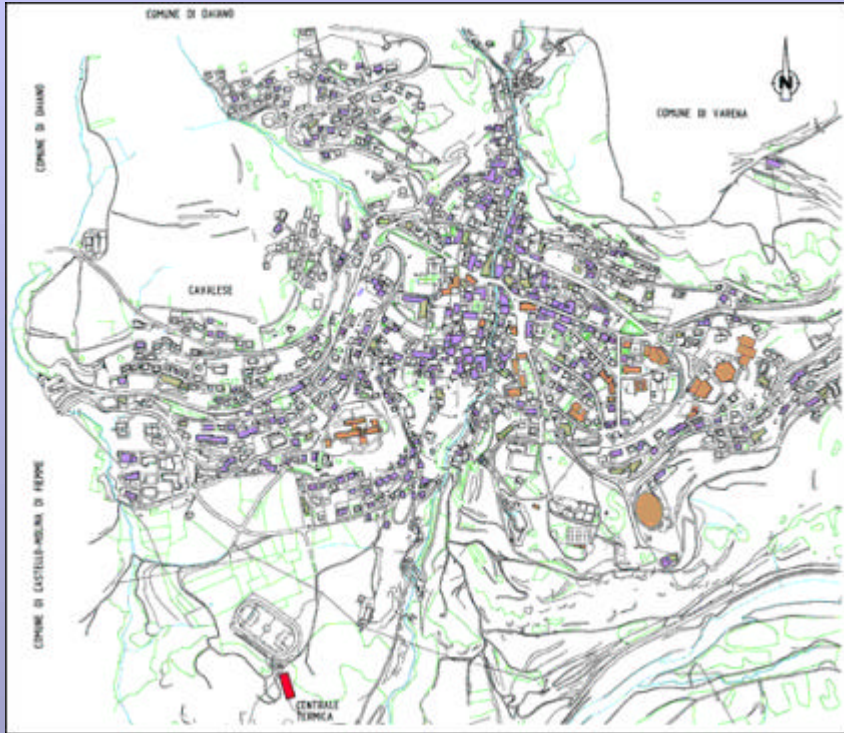 COMUNE DI DAIANO
N
COMUNE DI DAIANO
COMUNE DI VARENA
CAVALESE
COMUNE DI CASTELLO-MOLINA DI FIEMME
CENTRALE
TERMICA